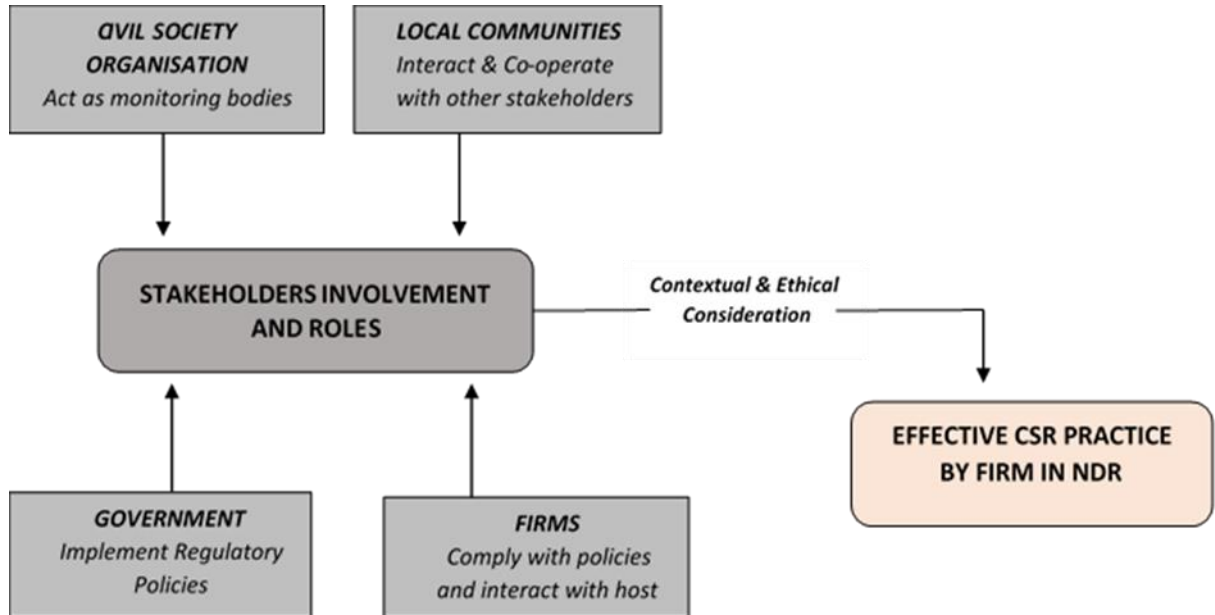 CIVIL SOCIETY
ORGANISATION
Act as monitoring bodies
LOCAL COMMUNITIES
Interact & Co-operate
with other stakeholders
STAKEHOLDERS INVOLVEMENT
AND ROLES
Contextual & Ethical
Consideration
EFFECTIVE CSR PRACTICE
BY FIRM IN NDR
GOVERNMENT
Implement Regulatory
Policies
FIRMS
Comply with policies
and interact with host